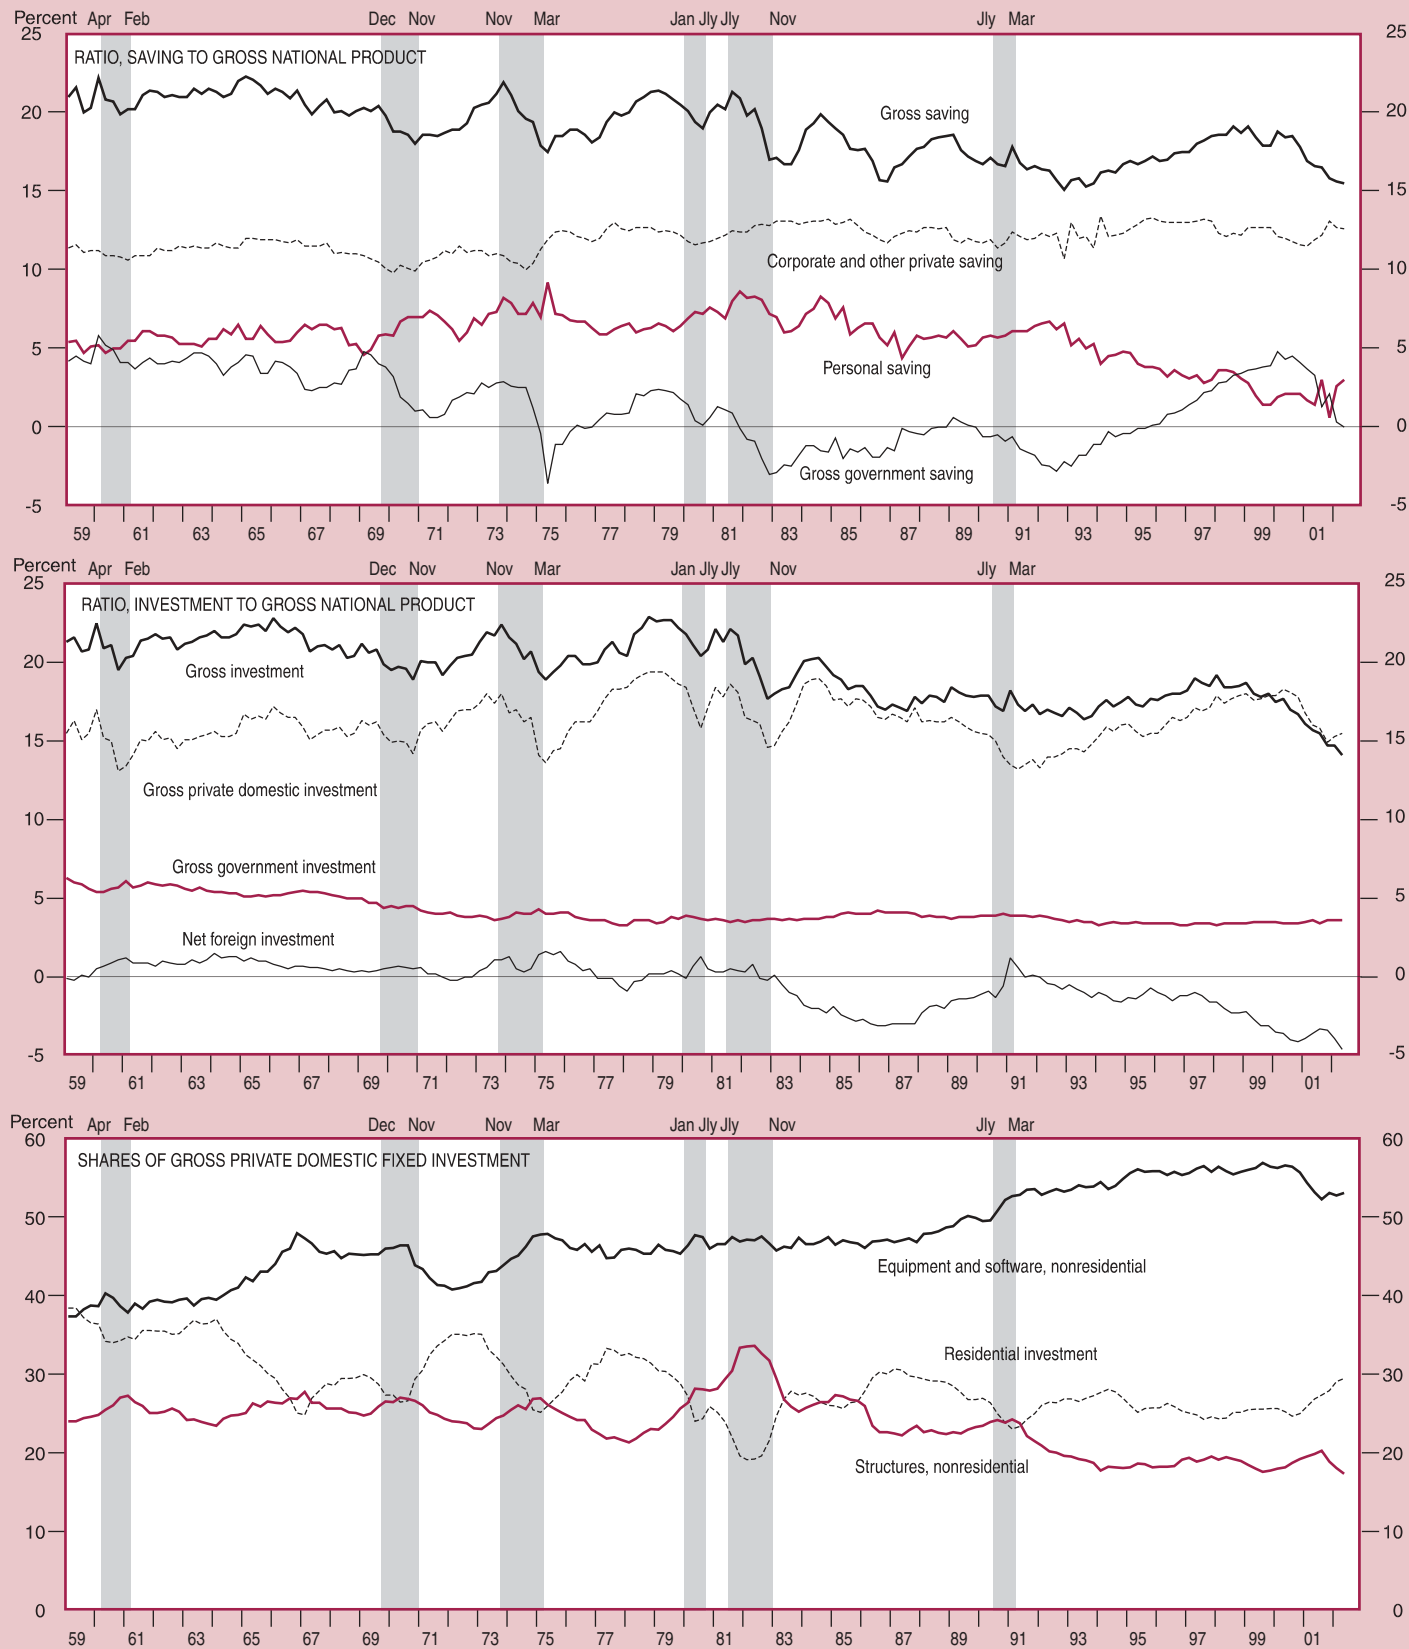 Percent Apr Feb Dec Nov Nov Mar Jan Jly Jly Nov Jly Mar
25 25
RATIO, SAVING TO GROSS NATIONAL PRODUCT
Gross saving
20 20
15 15
Corporate and other private saving
10 10
5 5
Personal saving
0 0
Gross government saving
-5 -5
59 61 63 65 67 69 71 73 75 77 79 81 83 85 87 89 91 93 95 97 99 01
Percent Apr Feb Dec Nov Nov Mar Jan Jly Jly Nov Jly Mar
25 25
RATIO, INVESTMENT TO GROSS NATIONAL PRODUCT
20 20
Gross investment
15 15
Gross private domestic investment
10 10
Gross government investment
5 5
Net foreign investment
0 0
-5 -5
59 61 63 65 67 69 71 73 75 77 79 81 83 85 87 89 91 93 95 97 99 01
Percent Apr Feb Dec Nov Nov Mar Jan Jly Jly Nov Jly Mar
60 60
SHARES OF GROSS PRIVATE DOMESTIC FIXED INVESTMENT
50 50
Equipment and software, nonresidential
40 40
Residential investment
30 30
20 20
Structures, nonresidential
10 10
0 0
59 61 63 65 67 69 71 73 75 77 79 81 83 85 87 89 91 93 95 97 99 01